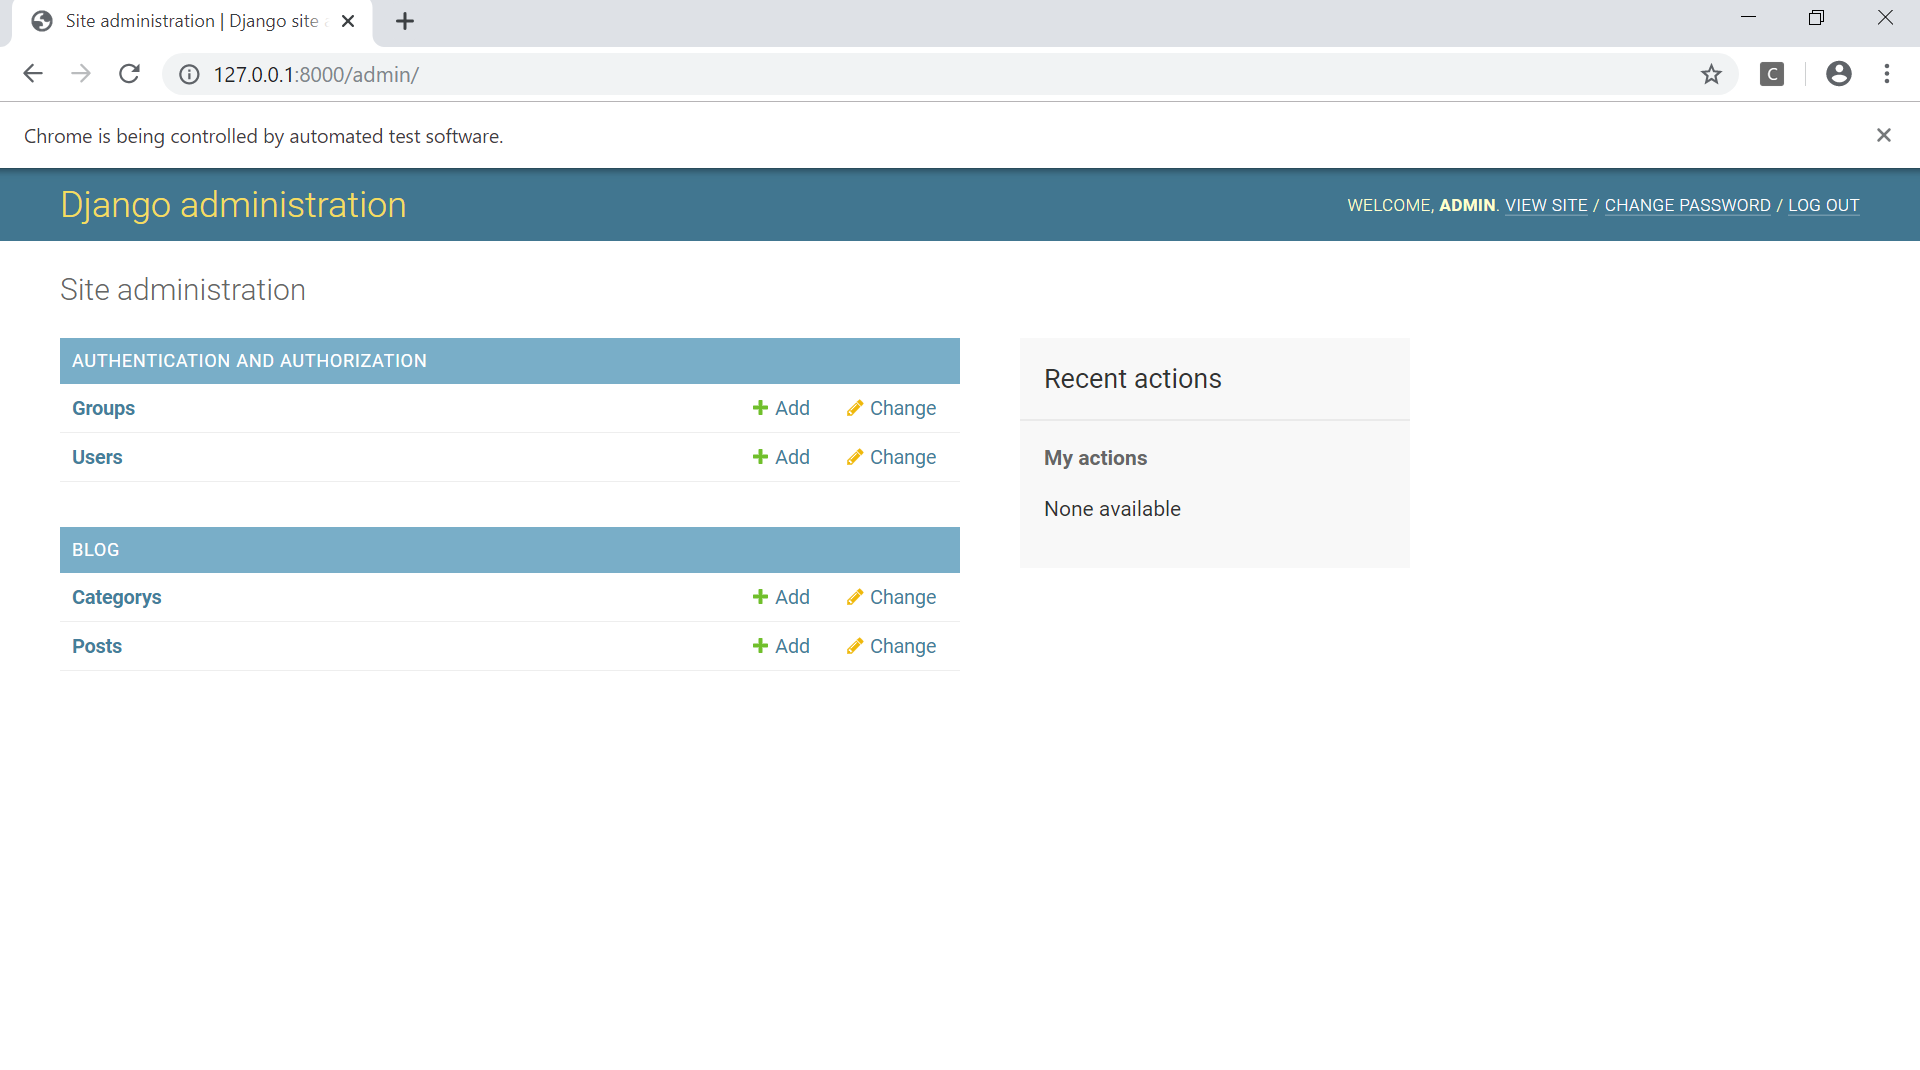 Site administration | Django site
127.0.0.1:8000/admin/
C
Chrome is being controlled by automated test software.
Django administration
WELCOME, ADMIN. VIEW SITE / CHANGE PASSWORD / LOG OUT
Site administration
AUTHENTICATION AND AUTHORIZATION
Groups Add Change
Users Add Change
BLOG
Categorys Add Change
Posts Add Change
Recent actions
My actions
None available